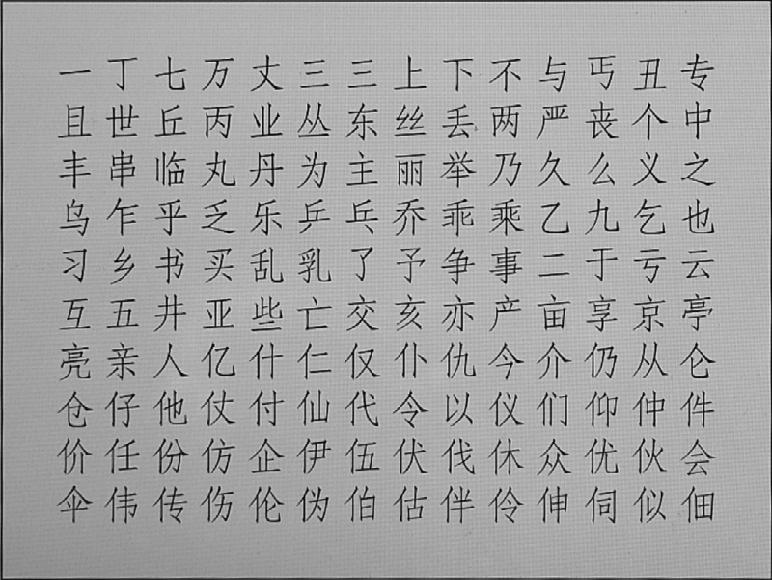 一丁七万丈三三上下不与丐丑专
且世丘丙业丛东丝丢两严丧个中
丰串临丸丹为主丽举乃久么义之
乌乍乎乏乐乒乓乔乖乘乙九乞也
习乡书买乱乳了予争事二于亏云
互五井亚些亡交亥亦产亩享京亭
亮亲人亿什仁仅仆仇今介仍从仑
仓仔他仗付仙代令以仪们仰仲件
价任份仿企伊伍伏伐休众优伙会
伞伟传伤伦伪伯估伴伶伸伺似佃